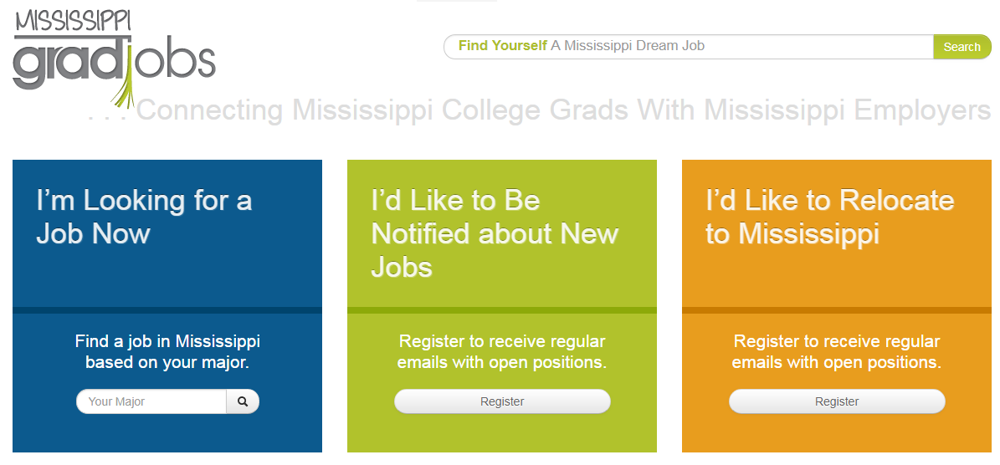 MISSISSIPPI
gradjobs
Find Yourself A Mississippi Dream Job
Search
. . . Connecting Mississippi College Grads With Mississippi Employers
I’m Looking for a
Job Now
Find a job in Mississippi
based on your major.
Your Major
I’d Like to Be
Notified about New
Jobs
Register to receive regular
emails with open positions.
Register
I’d Like to Relocate
to Mississippi
Register to receive regular
emails with open positions.
Register